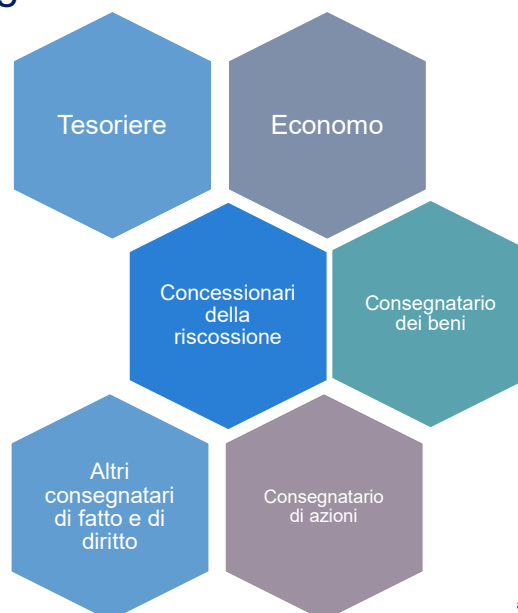 Tesoriere
Economo
Concessionari
della
riscossione
Consegnatario
dei beni
Altri
consegnatari
di fatto e di
diritto
Consegnatario
di azioni